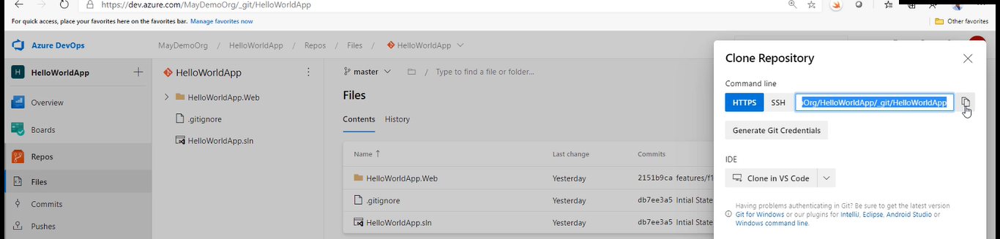 https://dev.azure.com/MayDemoOrg/_git/HelloWorldApp
For quick access, place your favorites here on the favorites bar. Manage favorites now
Other favorites
Azure DevOps
MayDemoOrg / HelloWorldApp / Repos / Files / HelloWorldApp
H HelloWorldApp
Overview
Boards
Repos
Files
Commits
Pushes
HelloWorldApp
HelloWorldApp.Web
.gitignore
HelloWorldApp.sln
master / Type to find a file or folder...
Files
Contents History
Name ↑ Last change Commits
HelloWorldApp.Web Yesterday 2151b9ca features/f1
.gitignore Yesterday db7ee3a5 Intial State
HelloWorldApp.sln Yesterday db7ee3a5 Intial State
Clone Repository
Command line
HTTPS SSH Org/HelloWorldApp/_git/HelloWorldApp
Generate Git Credentials
IDE
Clone in VS Code
Having problems authenticating in Git? Be sure to get the latest version
Git for Windows or our plugins for IntelliJ, Eclipse, Android Studio or
Windows command line.